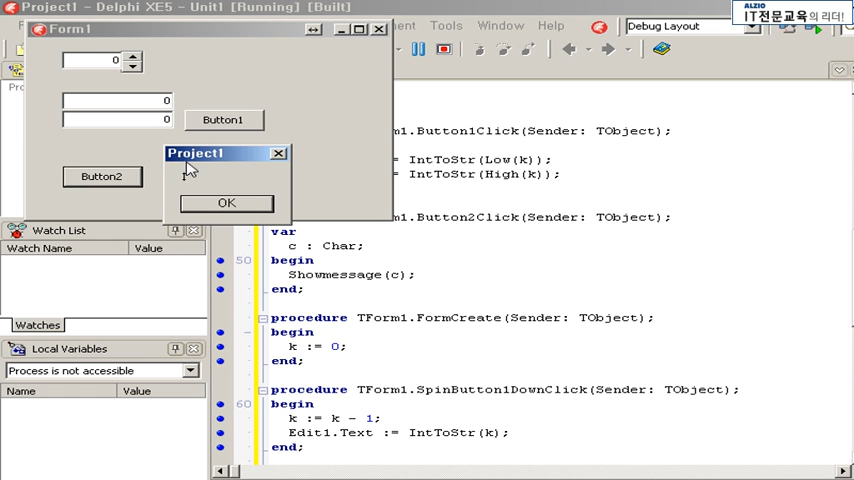 Project1 - Delphi XE5 - Unit1 [Running] [Built]
ALZIO
IT전문교육의 리더!
Form1
Tools
Window
Help
Debug Layout
0
0
0
Button1
Button2
Project1
OK
Form1.Button1Click(Sender: TObject);
= IntToStr(Low(k));
= IntToStr(High(k));
Form1.Button2Click(Sender: TObject);
var
c : Char;
50 begin
Showmessage(c);
end;
procedure TForm1.FormCreate(Sender: TObject);
begin
k := 0;
end;
procedure TForm1.SpinButton1DownClick(Sender: TObject);
60 begin
k := k - 1;
Edit1.Text := IntToStr(k);
end;
Watch List
Watch Name Value
Watches
Local Variables
Process is not accessible
Name Value